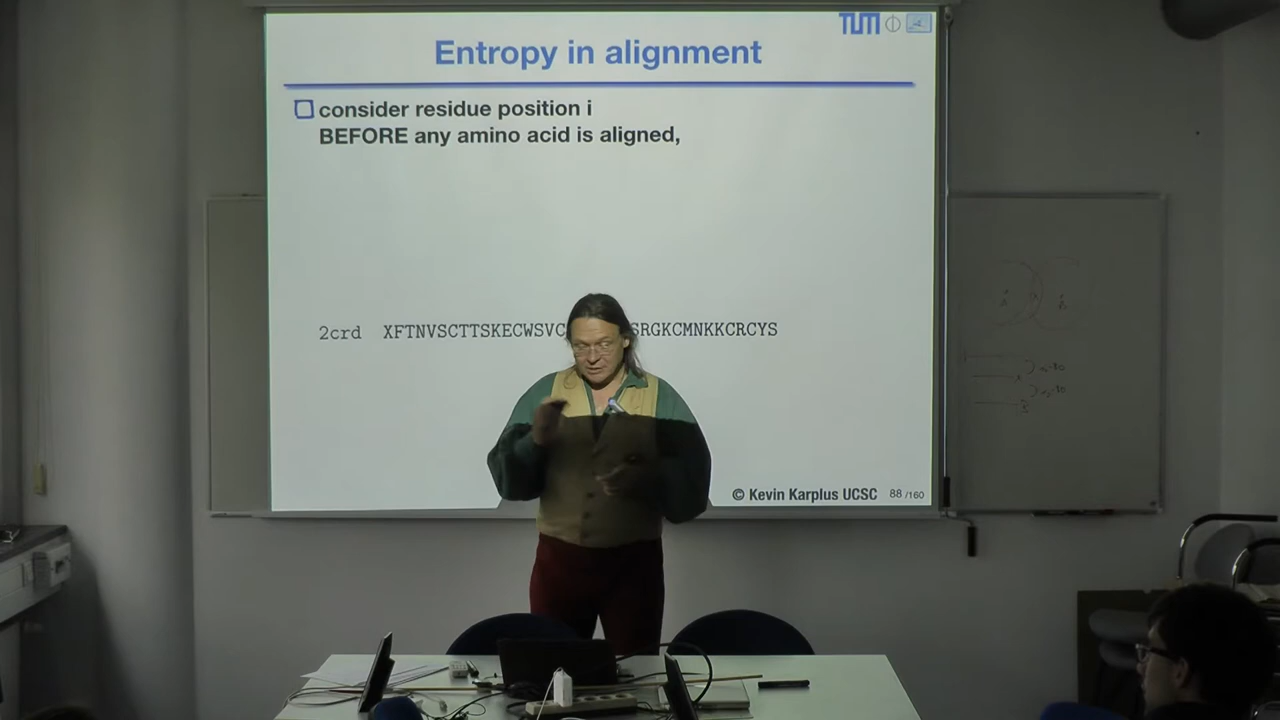 TUM
Entropy in alignment
consider residue position i
BEFORE any amino acid is aligned,
2crd XFTNVSCTTSKECWSVC SRGKCMNKKCRCYS
© Kevin Karplus UCSC 88 /160